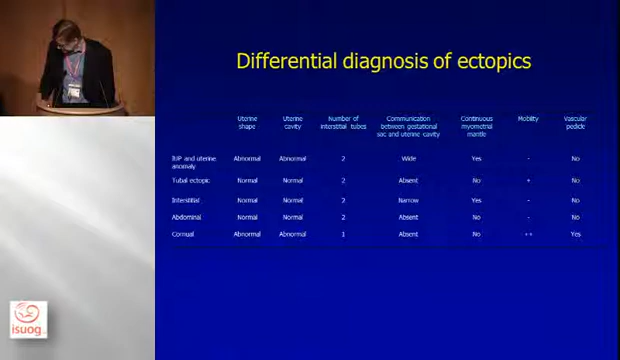 Differential diagnosis of ectopics
Uterine shape Uterine cavity Number of interstitial tubes Communication between gestational sac and uterine cavity Continuous myometrial mantle Mobility Vascular pedicle
IUP and uterine anomaly Abnormal Abnormal 2 Wide Yes - No
Tubal ectopic Normal Normal 2 Absent No + No
Interstitial Normal Normal 2 Narrow Yes - No
Abdominal Normal Normal 2 Absent No - No
Cornual Abnormal Abnormal 1 Absent No ++ Yes
isuog